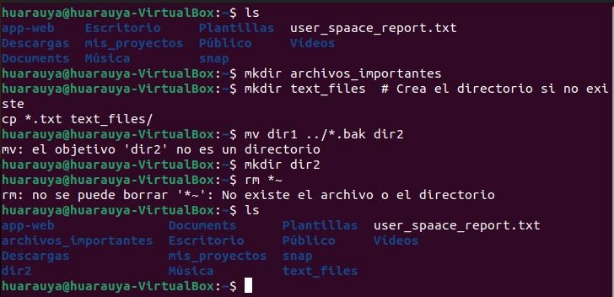 huarauya@huarauya-VirtualBox:~$ ls
app-web    Escritorio     Plantillas  user_spaace_report.txt
Descargas  mis_proyectos  Público     Vídeos
Documents  Música         snap
huarauya@huarauya-VirtualBox:~$ mkdir archivos_importantes
huarauya@huarauya-VirtualBox:~$ mkdir text_files  # Crea el directorio si no exi
ste
cp *.txt text_files/
huarauya@huarauya-VirtualBox:~$ mv dir1 ../*.bak dir2
mv: el objetivo 'dir2' no es un directorio
huarauya@huarauya-VirtualBox:~$ mkdir dir2
huarauya@huarauya-VirtualBox:~$ rm *~
rm: no se puede borrar '*~': No existe el archivo o el directorio
huarauya@huarauya-VirtualBox:~$ ls
app-web               Documents      Plantillas  user_spaace_report.txt
archivos_importantes  Escritorio     Público     Vídeos
Descargas             mis_proyectos  snap
dir2                  Música         text_files
huarauya@huarauya-VirtualBox:~$